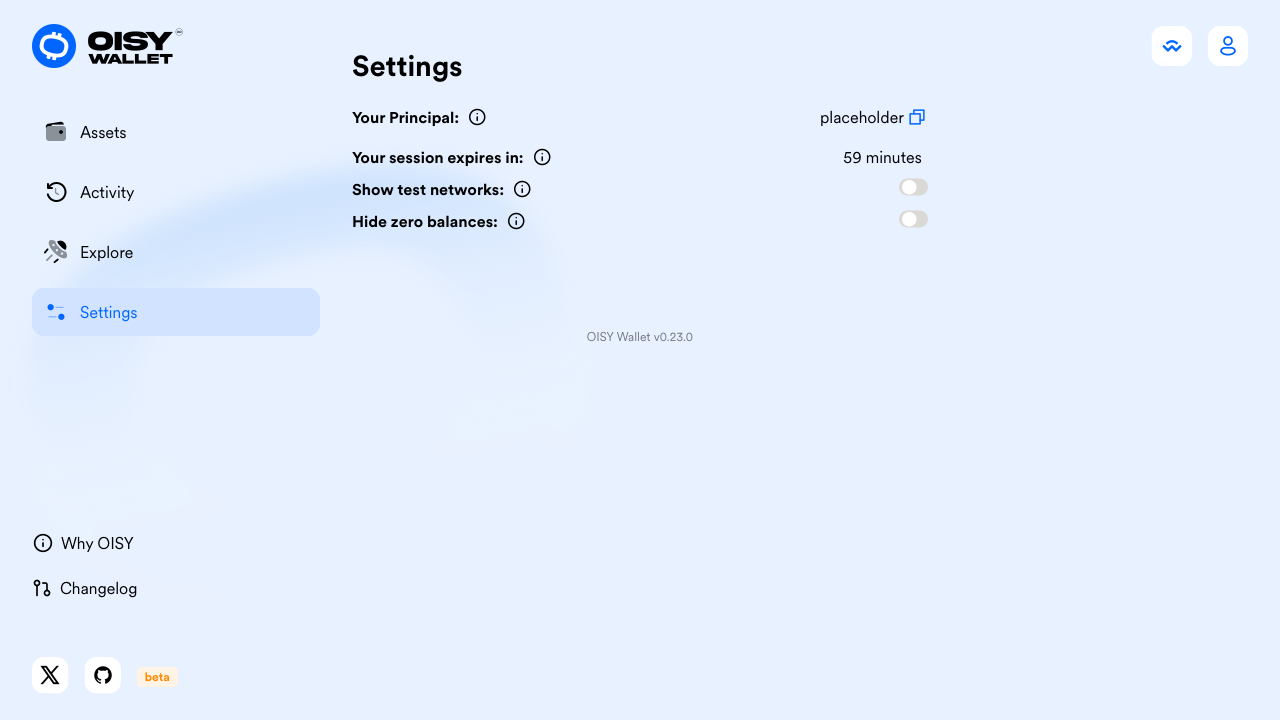 OISY
WALLET
Settings
Your Principal:
placeholder
Assets
Your session expires in:
59 minutes
Show test networks:
Activity
Hide zero balances:
Explore
Settings
OISY Wallet v0.23.0
Why OISY
Changelog
beta